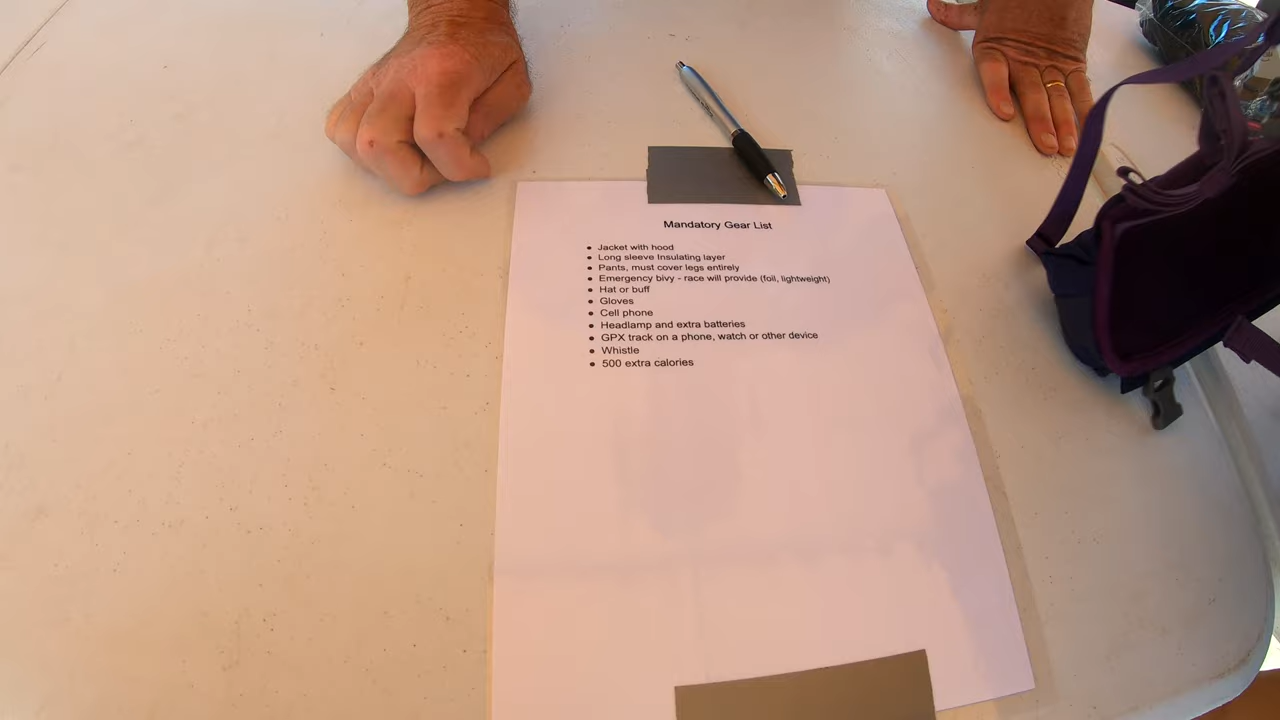 Mandatory Gear List
• Jacket with hood
• Long sleeve Insulating layer
• Pants, must cover legs entirely
• Emergency bivy - race will provide (foil, lightweight)
• Hat or buff
• Gloves
• Cell phone
• Headlamp and extra batteries
• GPX track on a phone, watch or other device
• Whistle
• 500 extra calories